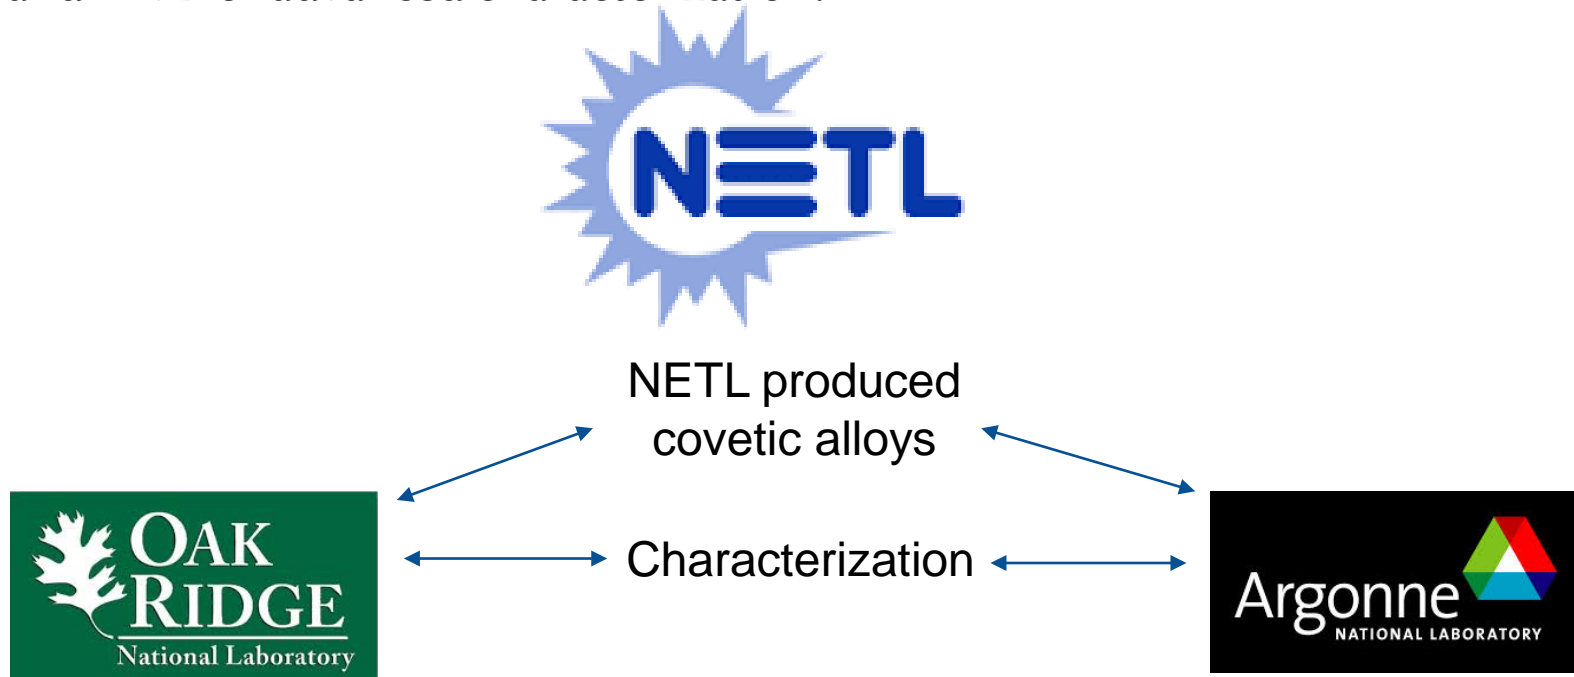 NETL
NETL produced
covetic alloys
OAK
RIDGE
National Laboratory
Characterization
Argonne
NATIONAL LABORATORY